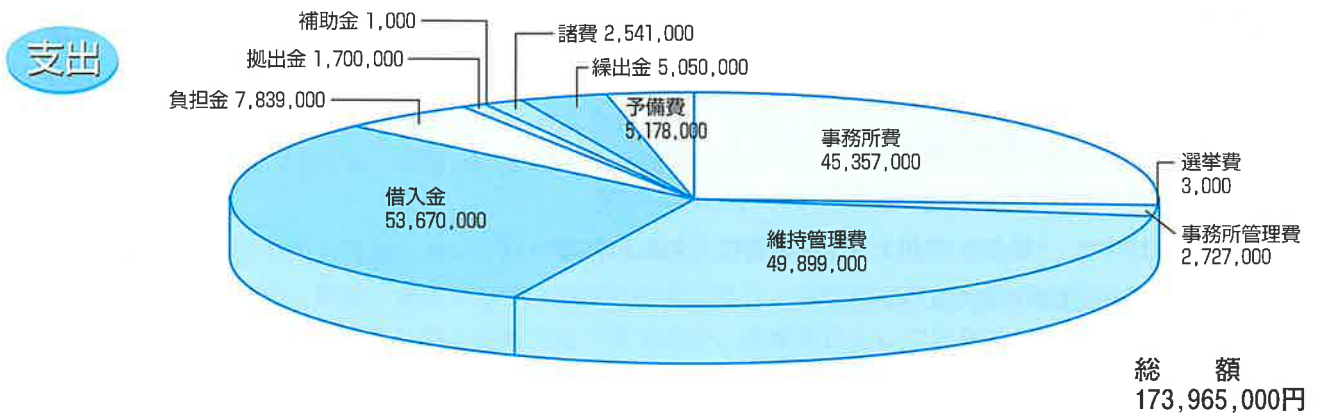 支出
補助金 1,000
拠出金 1,700,000
負担金 7,839,000
諸費 2,541,000
繰出金 5,050,000
予備費
5,178,000
事務所費
45,357,000
選挙費
3,000
事務所管理費
2,727,000
維持管理費
49,899,000
借入金
53,670,000
総　額
173,965,000円